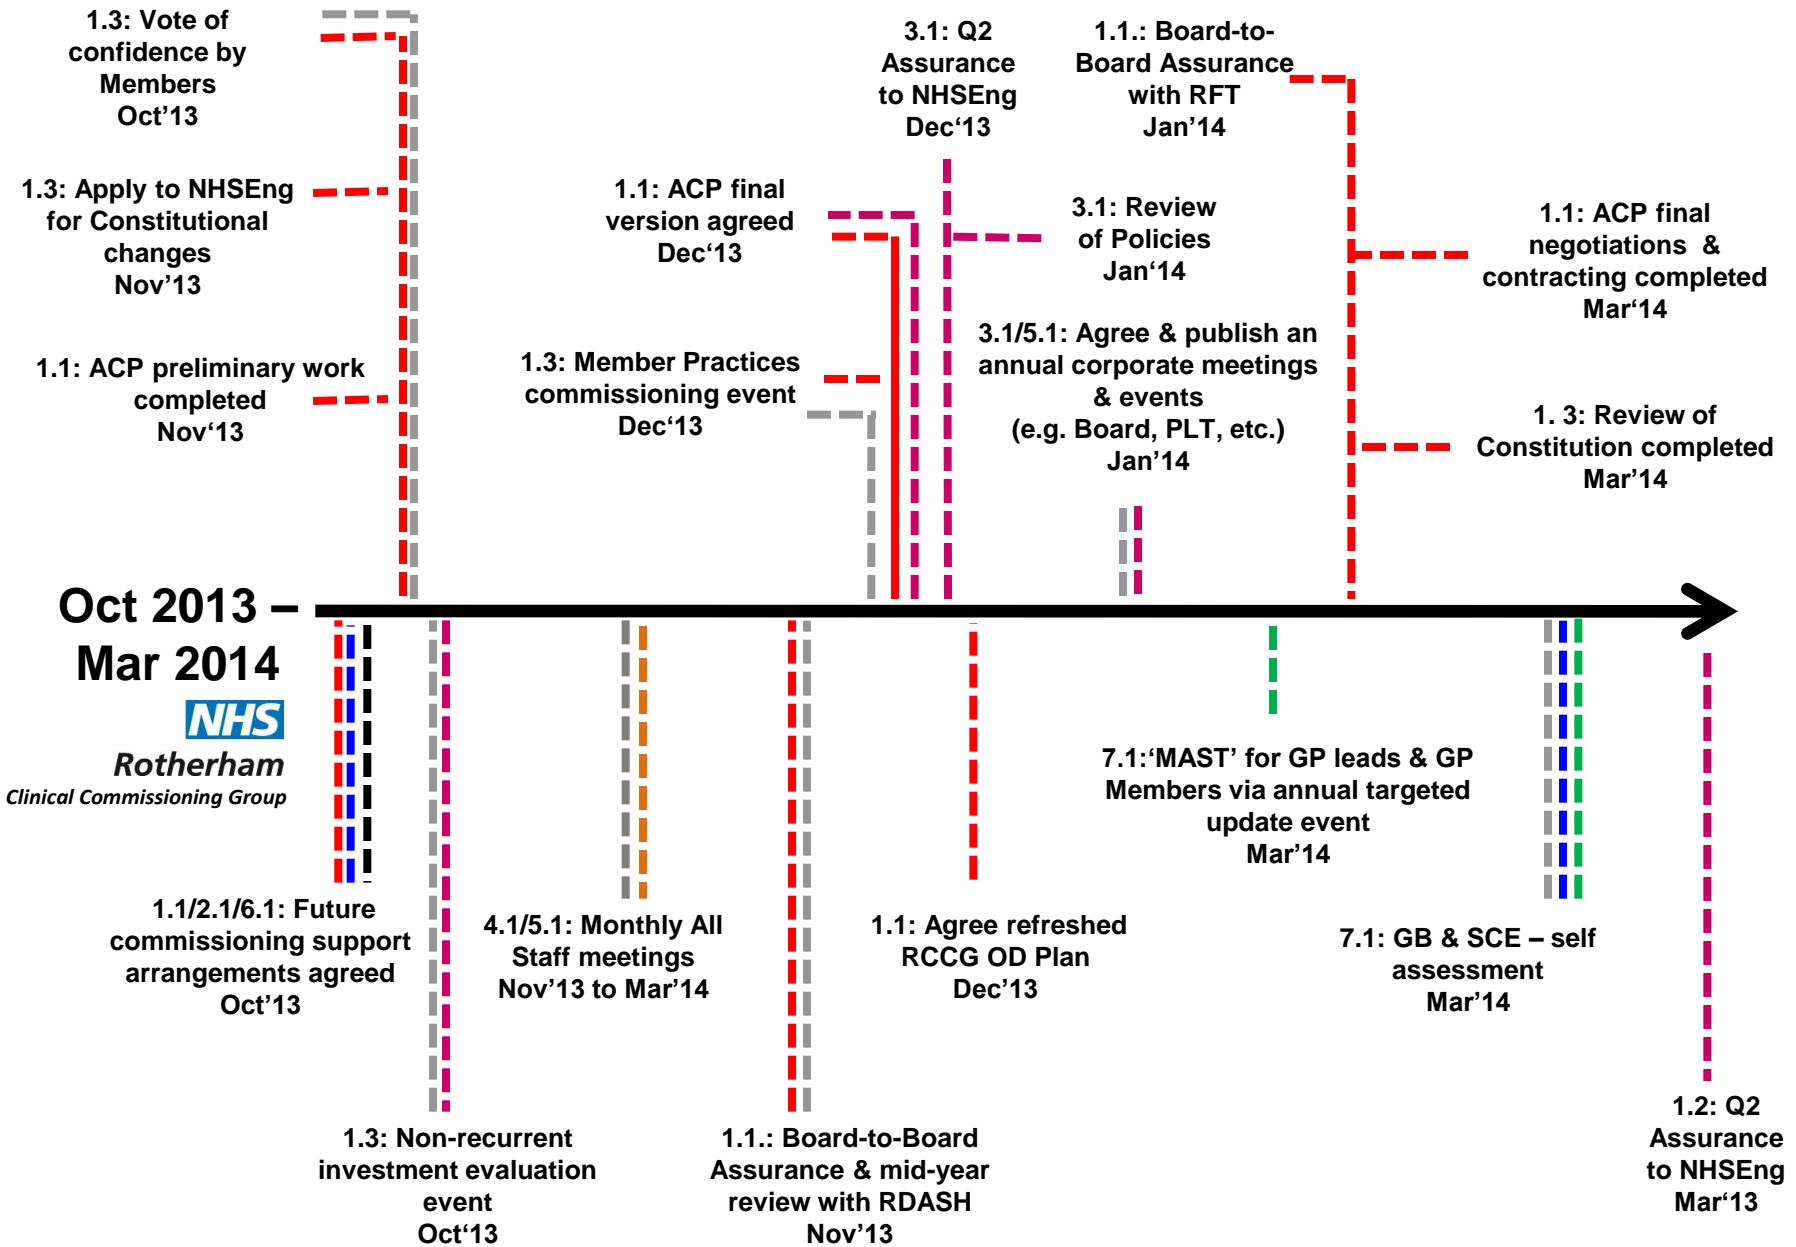 1.3: Vote of
confidence by
Members
Oct’13
1.3: Apply to NHSEng
for Constitutional
changes
Nov’13
1.1: ACP preliminary work
completed
Nov‘13
1.1: ACP final
version agreed
Dec‘13
1.3: Member Practices
commissioning event
Dec‘13
3.1: Q2
Assurance
to NHSEng
Dec‘13
3.1: Review
of Policies
Jan‘14
3.1/5.1: Agree & publish an
annual corporate meetings
& events
(e.g. Board, PLT, etc.)
Jan’14
1.1.: Board-to-
Board Assurance
with RFT
Jan’14
1.1: ACP final
negotiations &
contracting completed
Mar‘14
1. 3: Review of
Constitution completed
Mar’14
Oct 2013 –
Mar 2014
NHS
Rotherham
Clinical Commissioning Group
1.1/2.1/6.1: Future
commissioning support
arrangements agreed
Oct’13
1.3: Non-recurrent
investment evaluation
event
Oct‘13
4.1/5.1: Monthly All
Staff meetings
Nov’13 to Mar’14
1.1.: Board-to-Board
Assurance & mid-year
review with RDASH
Nov’13
1.1: Agree refreshed
RCCG OD Plan
Dec’13
7.1:‘MAST’ for GP leads & GP
Members via annual targeted
update event
Mar’14
7.1: GB & SCE – self
assessment
Mar’14
1.2: Q2
Assurance
to NHSEng
Mar‘13